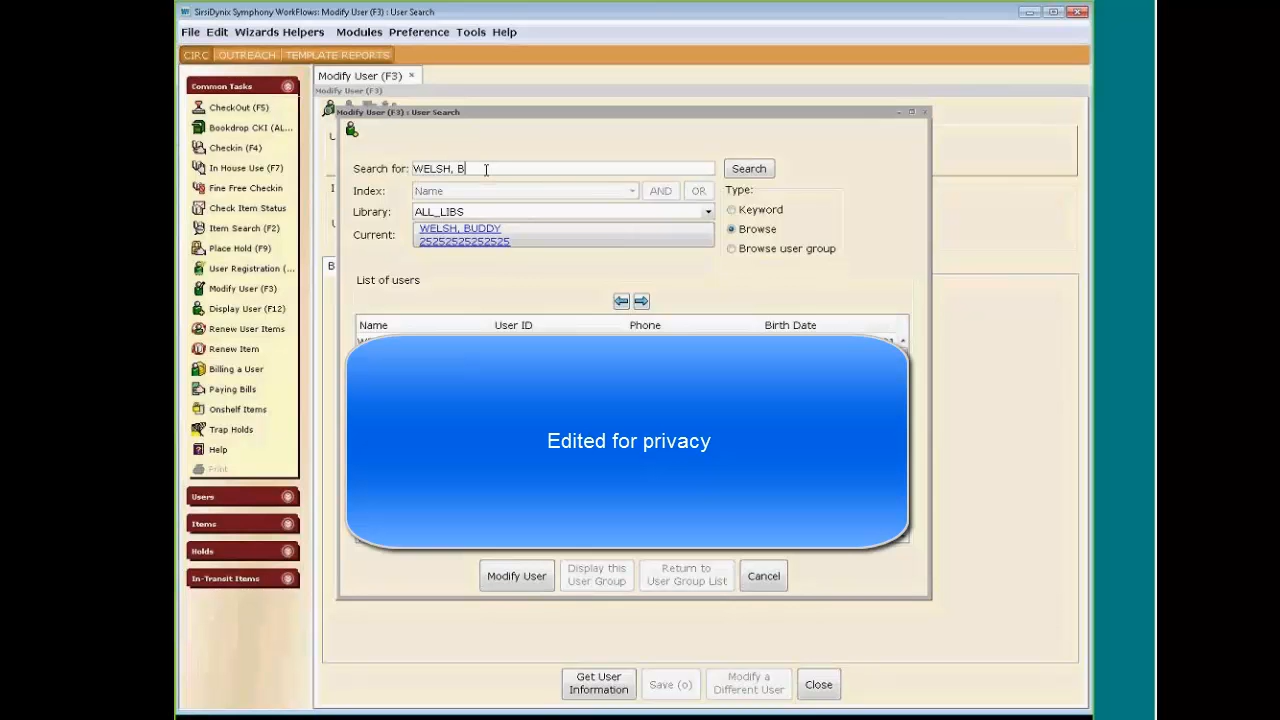 SirsiDynix Symphony WorkFlows: Modify User (F3) : User Search
File Edit Wizards Helpers Modules Preference Tools Help
CIRC OUTREACH TEMPLATE REPORTS
Common Tasks
CheckOut (F5)
Bookdrop CKI (AL...
Checkin (F4)
In House Use (F7)
Fine Free Checkin
Check Item Status
Item Search (F2)
Place Hold (F9)
User Registration (...
Modify User (F3)
Display User (F12)
Renew User Items
Renew Item
Billing a User
Paying Bills
Onshelf Items
Trap Holds
Help
Print
Users
Items
Holds
In-Transit Items
Modify User (F3) ×
Modify User (F3)
Modify User (F3) : User Search
Search for: WELSH, B
Search
Index: Name AND OR
Library: ALL_LIBS
Current: WELSH, BUDDY
25252525252525
Type:
Keyword
Browse
Browse user group
List of users
Name User ID Phone Birth Date
Edited for privacy
Modify User
Display this
User Group
Return to
User Group List
Cancel
Get User
Information
Save (o)
Modify a
Different User
Close